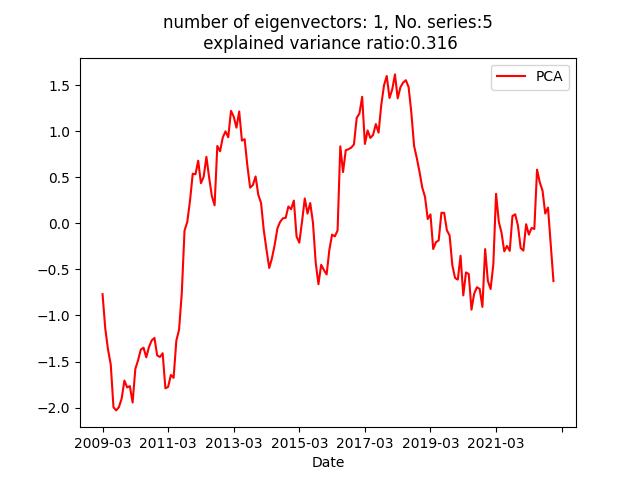 number of eigenvectors: 1, No. series:5
explained variance ratio:0.316
PCA
1.5
1.0
0.5
0.0
−0.5
−1.0
−1.5
−2.0
2009-03 2011-03 2013-03 2015-03 2017-03 2019-03 2021-03
Date